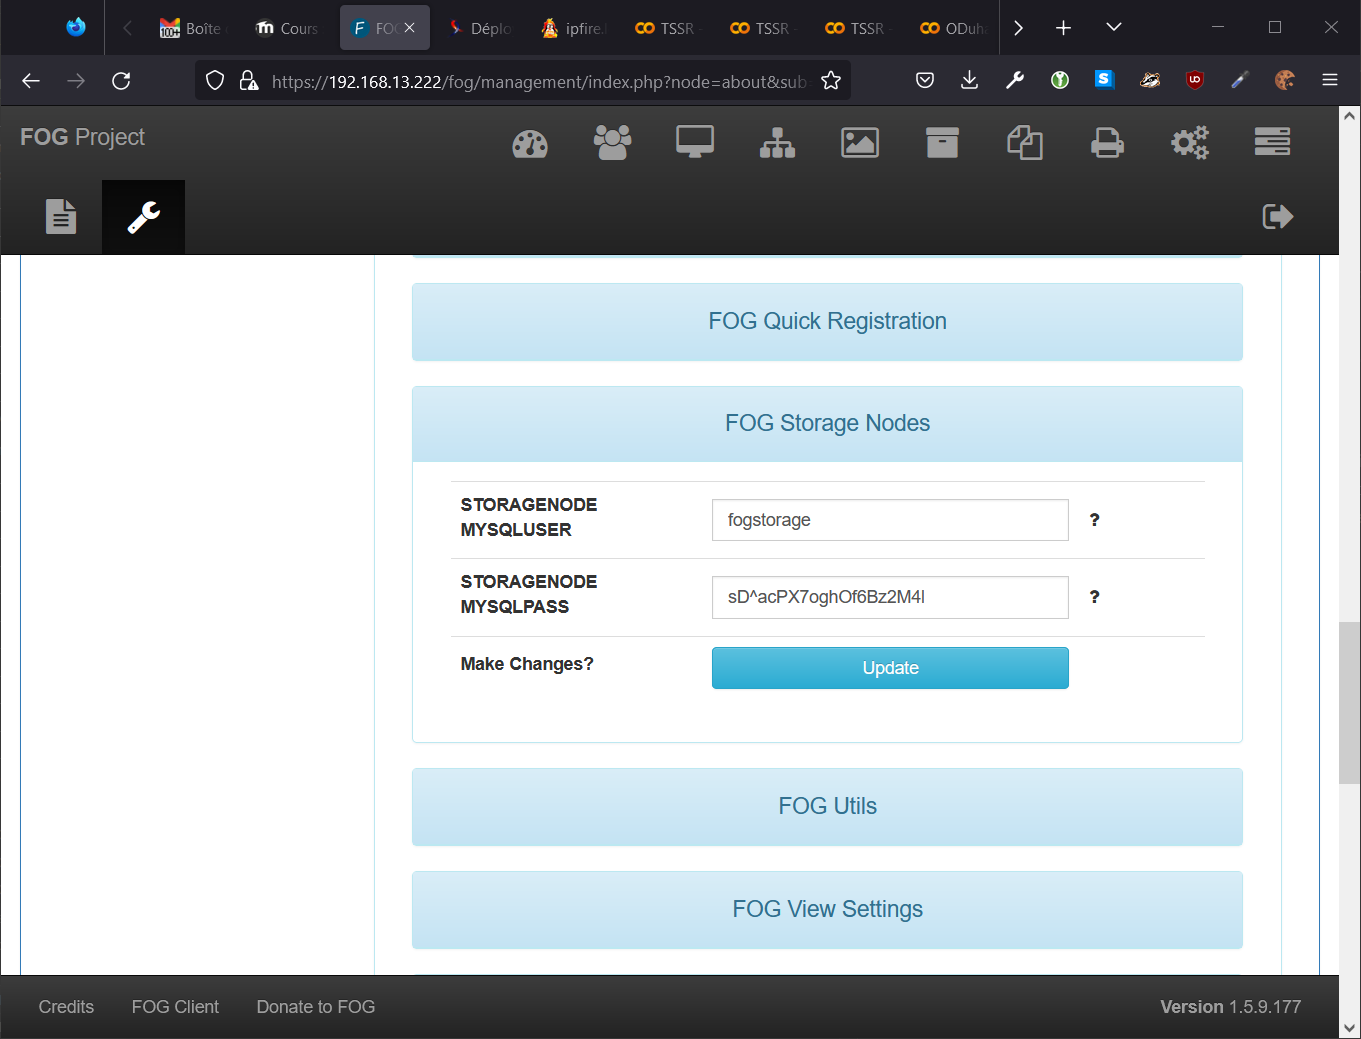 Boîte
Cours
FOG
Déplo
ipfire.
TSSR
TSSR
TSSR
ODuh
https://192.168.13.222/fog/management/index.php?node=about&sub
FOG Project
FOG Quick Registration
FOG Storage Nodes
STORAGENODE
MYSQLUSER
fogstorage
?
STORAGENODE
MYSQLPASS
sD^acPX7oghOf6Bz2M4l
?
Make Changes?
Update
FOG Utils
FOG View Settings
Credits
FOG Client
Donate to FOG
Version 1.5.9.177